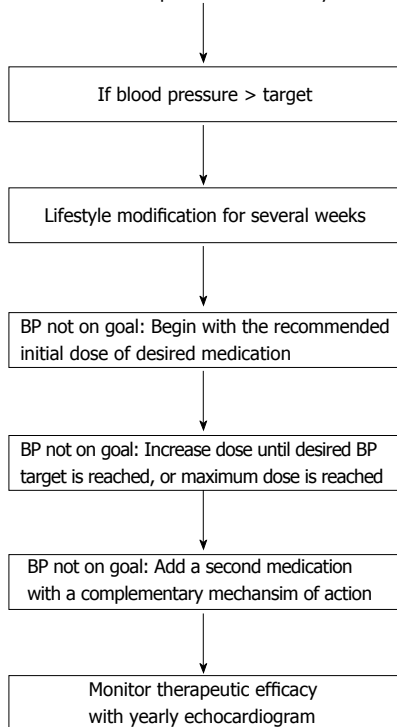 If blood pressure > target
Lifestyle modification for several weeks
BP not on goal: Begin with the recommended
initial dose of desired medication
BP not on goal: Increase dose until desired BP
target is reached, or maximum dose is reached
BP not on goal: Add a second medication
with a complementary mechansim of action
Monitor therapeutic efficacy
with yearly echocardiogram